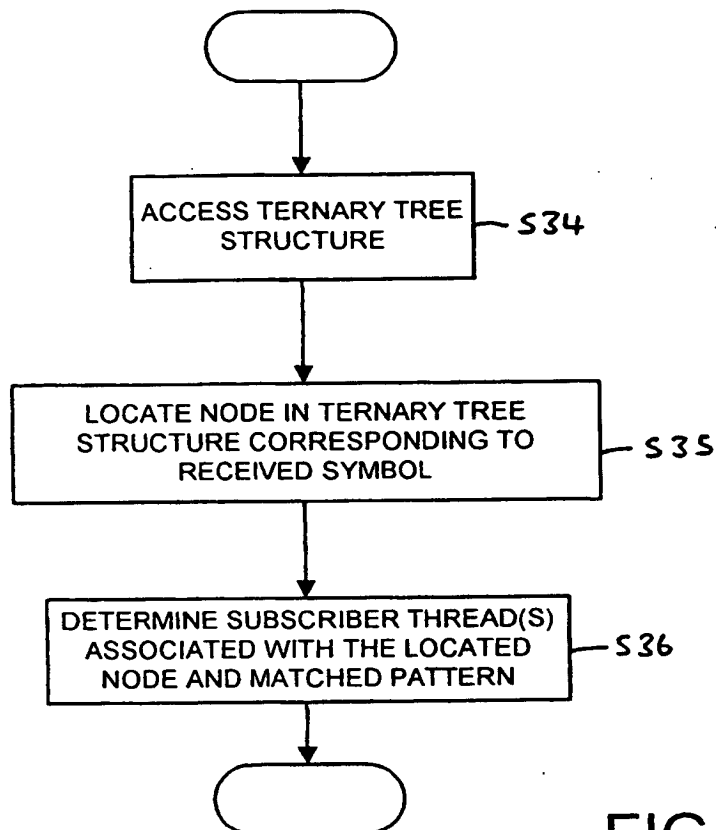 ACCESS TERNARY TREE
STRUCTURE
S34
LOCATE NODE IN TERNARY TREE
STRUCTURE CORRESPONDING TO
RECEIVED SYMBOL
S35
DETERMINE SUBSCRIBER THREAD(S)
ASSOCIATED WITH THE LOCATED
NODE AND MATCHED PATTERN
S36
FIG